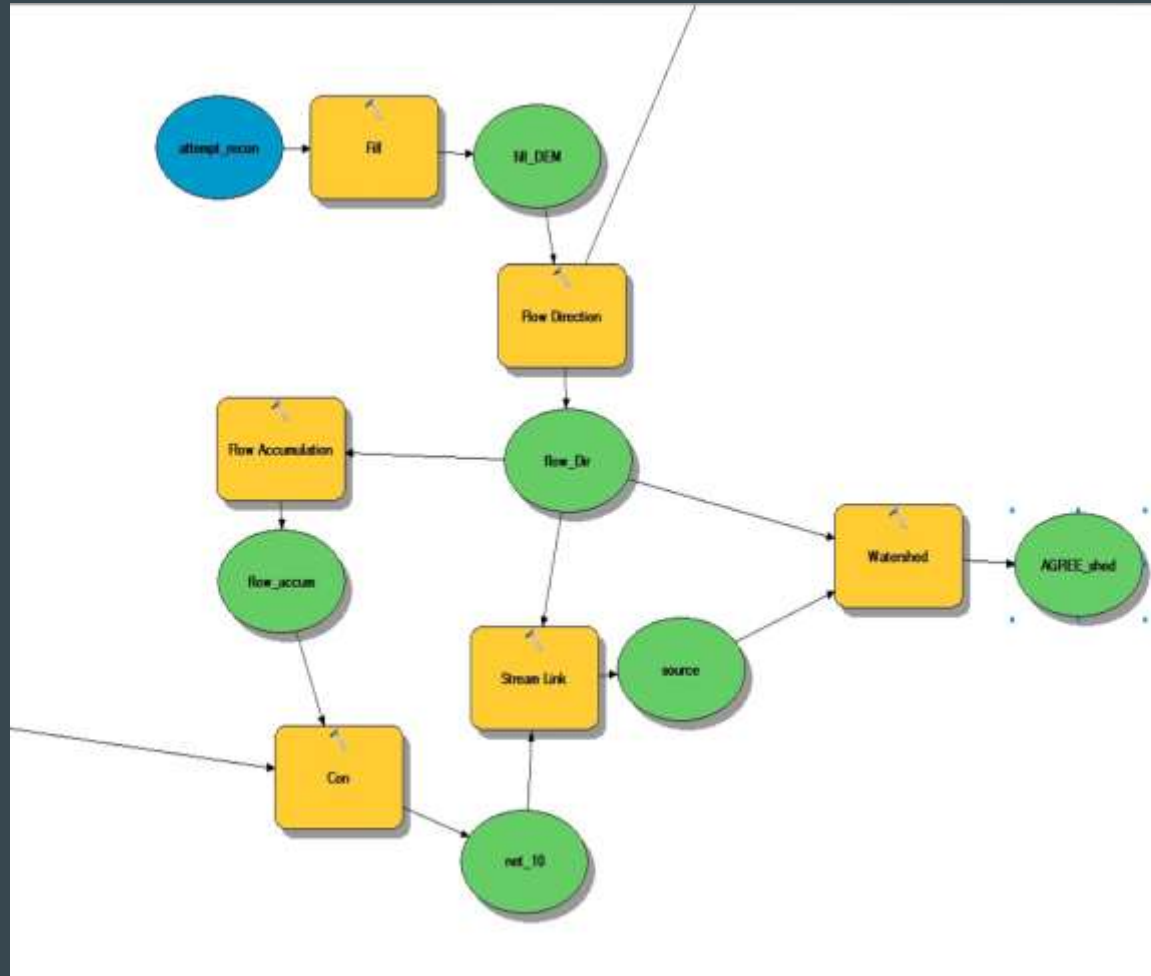 attempt_recon
Fill
fill_DEM
Flow Direction
Flow Accumulation
flow_Dir
Watershed
AGREE_shed
flow_accum
Stream Link
source
Con
net_10